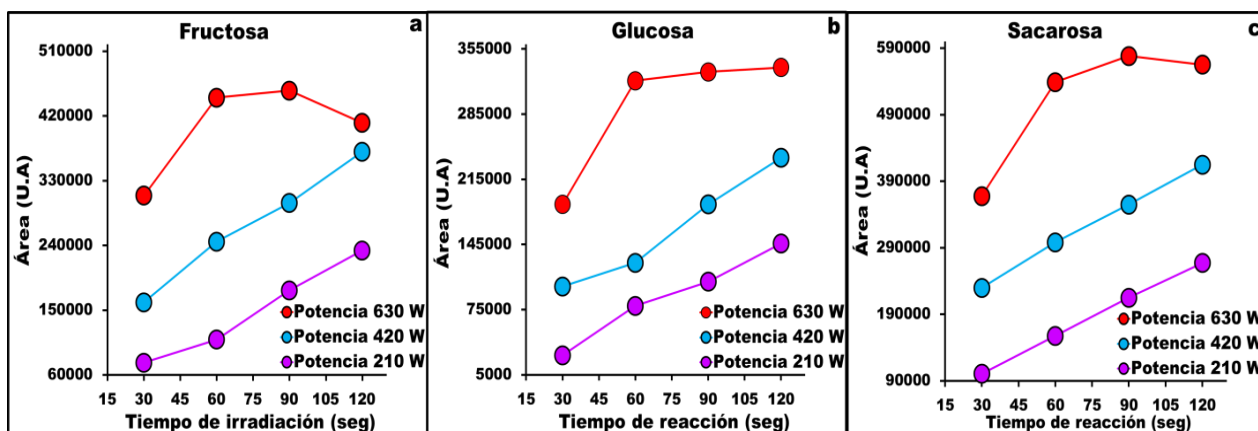 Fructosa
a
510000
420000
330000
240000
150000
60000
Área (U.A)
Potencia 630 W
Potencia 420 W
Potencia 210 W
15 30 45 60 75 90 105 120
Tiempo de irradiación (seg)
Glucosa
b
355000
285000
215000
145000
75000
5000
Área (U.A)
Potencia 630 W
Potencia 420 W
Potencia 210 W
15 30 45 60 75 90 105 120
Tiempo de reacción (seg)
Sacarosa
c
590000
490000
390000
290000
190000
90000
Área (U.A)
Potencia 630 W
Potencia 420 W
Potencia 210 W
15 30 45 60 75 90 105 120
Tiempo de reacción (seg)